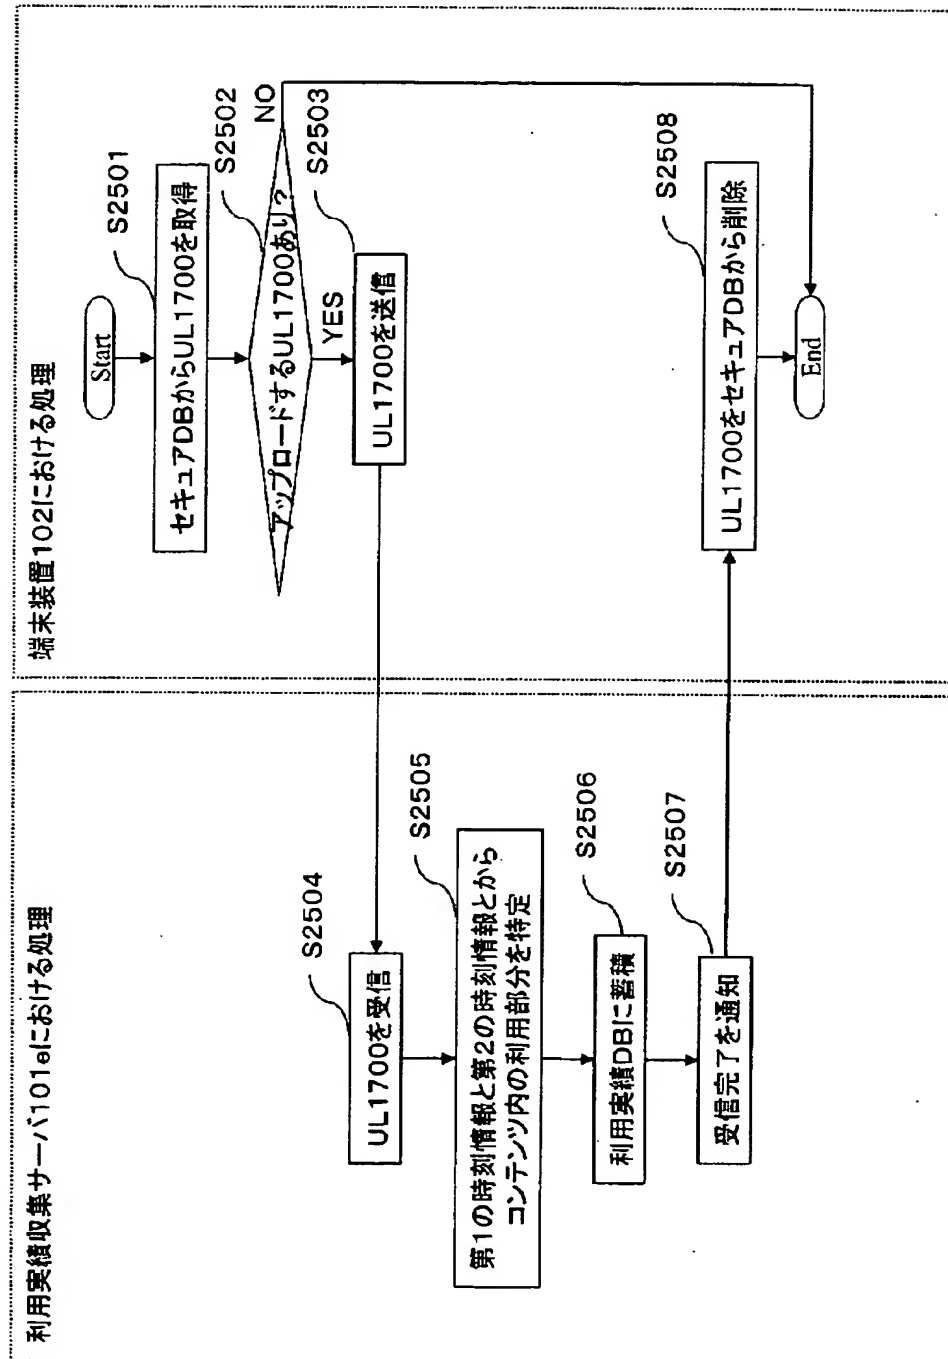 利用実績収集サーバ101eにおける処理
端末装置102における処理
Start
S2501
セキュアDBからUL1700を取得
S2502
アップロードするUL1700あり?
NO
YES
S2503
UL1700を送信
S2504
UL1700を受信
S2505
第1の時刻情報と第2の時刻情報とから
コンテンツ内の利用部分を特定
S2506
利用実績DBに蓄積
S2507
受信完了を通知
S2508
UL1700をセキュアDBから削除
End